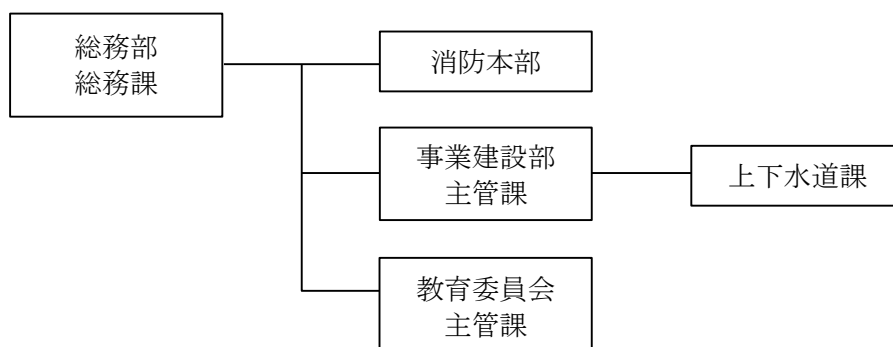 総務部
総務課
消防本部
事業建設部
主管課
上下水道課
教育委員会
主管課